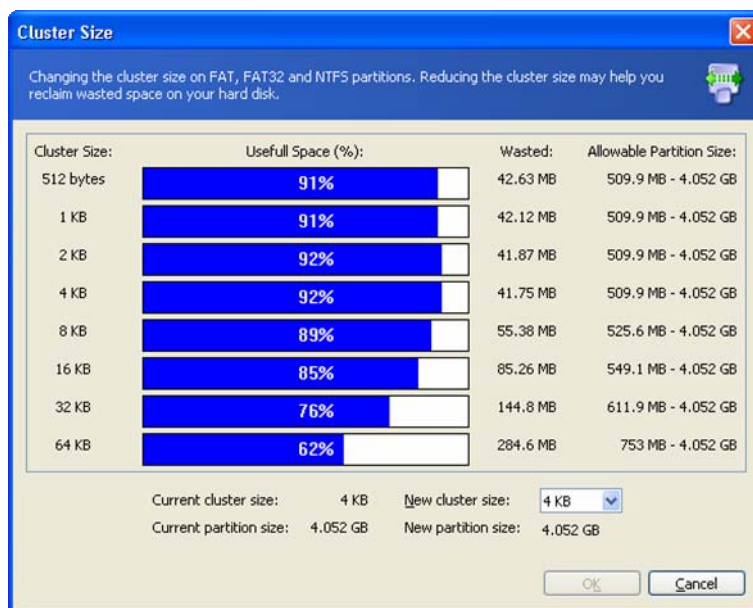 Cluster Size
Changing the cluster size on FAT, FAT32 and NTFS partitions. Reducing the cluster size may help you
reclaim wasted space on your hard disk.
Cluster Size: Usefull Space (%): Wasted: Allowable Partition Size:
512 bytes 91% 42.63 MB 509.9 MB - 4.052 GB
1 KB 91% 42.12 MB 509.9 MB - 4.052 GB
2 KB 92% 41.87 MB 509.9 MB - 4.052 GB
4 KB 92% 41.75 MB 509.9 MB - 4.052 GB
8 KB 89% 55.38 MB 525.6 MB - 4.052 GB
16 KB 85% 85.26 MB 549.1 MB - 4.052 GB
32 KB 76% 144.8 MB 611.9 MB - 4.052 GB
64 KB 62% 284.6 MB 753 MB - 4.052 GB
Current cluster size: 4 KB New cluster size: 4 KB
Current partition size: 4.052 GB New partition size: 4.052 GB
OK Cancel